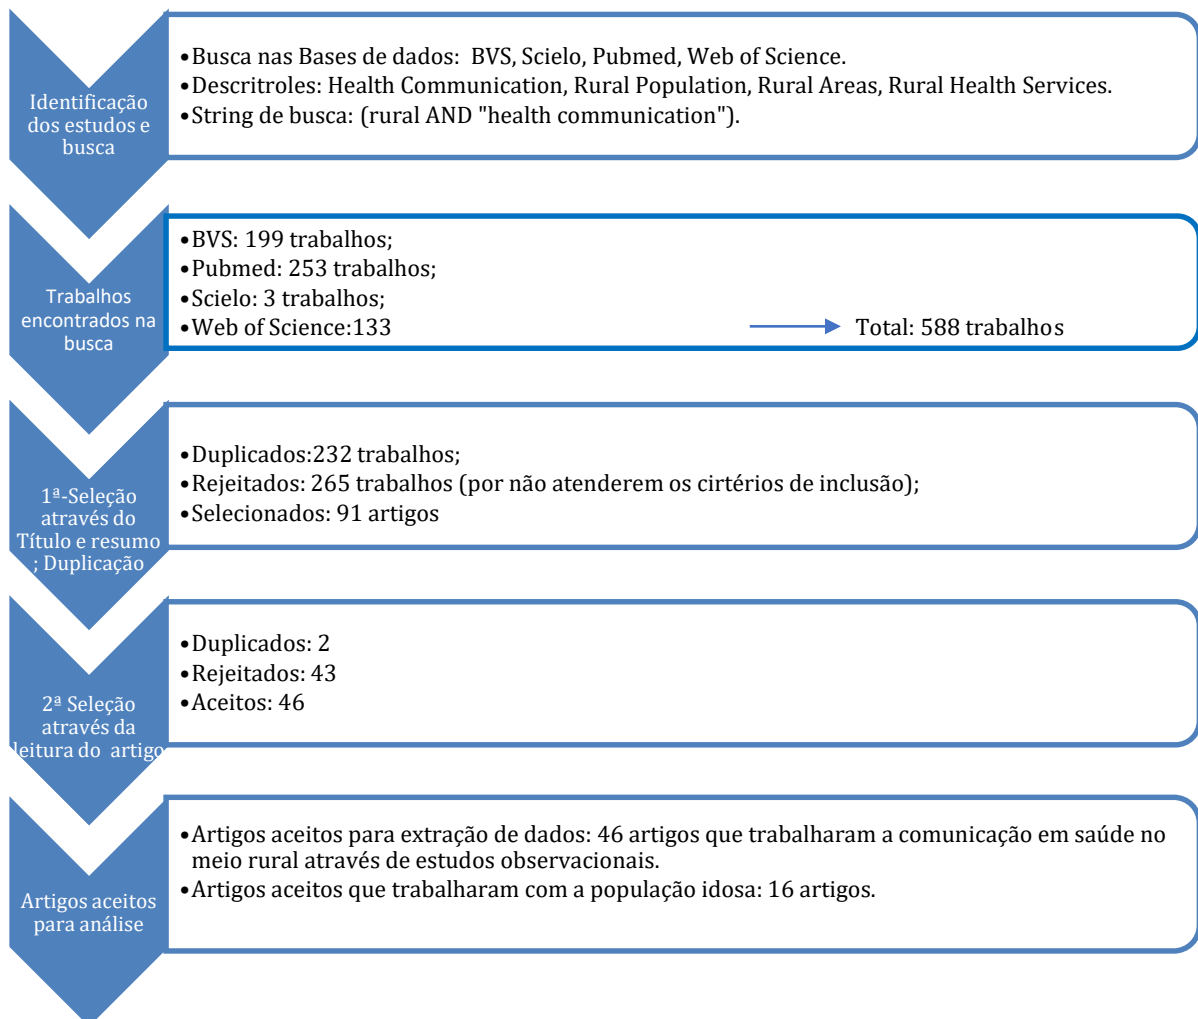 Identificação
dos estudos e
busca
•Busca nas Bases de dados:  BVS, Scielo, Pubmed, Web of Science.
•Descritroles: Health Communication, Rural Population, Rural Areas, Rural Health Services.
•String de busca: (rural AND "health communication").
Trabalhos
encontrados na
busca
•BVS: 199 trabalhos;
•Pubmed: 253 trabalhos;
•Scielo: 3 trabalhos;
•Web of Science:133 Total: 588 trabalhos
1ª-Seleção
através do
Título e resumo
; Duplicação
•Duplicados:232 trabalhos;
•Rejeitados: 265 trabalhos (por não atenderem os cirtérios de inclusão);
•Selecionados: 91 artigos
2ª Seleção
através da
leitura do  artigo
•Duplicados: 2
•Rejeitados: 43
•Aceitos: 46
Artigos aceitos
para análise
•Artigos aceitos para extração de dados: 46 artigos que trabalharam a comunicação em saúde no
meio rural através de estudos observacionais.
•Artigos aceitos que trabalharam com a população idosa: 16 artigos.